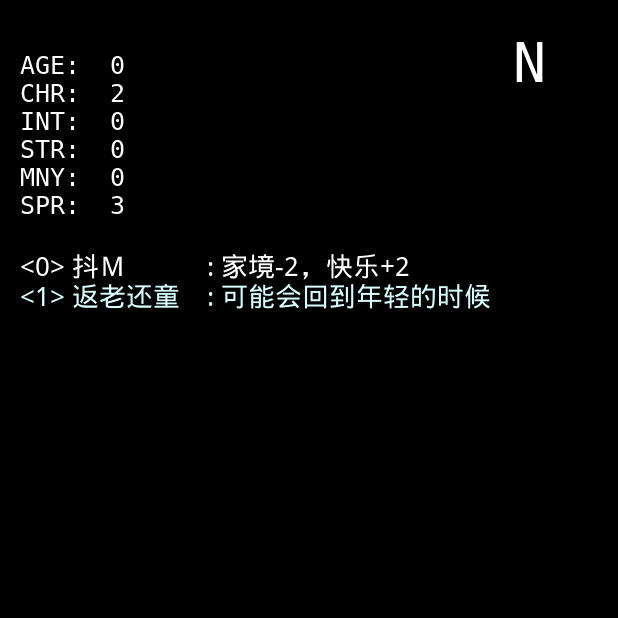 N
AGE: 0
CHR: 2
INT: 0
STR: 0
MNY: 0
SPR: 3
<0> 抖M : 家境-2，快乐+2
<1> 返老还童 : 可能会回到年轻的时候